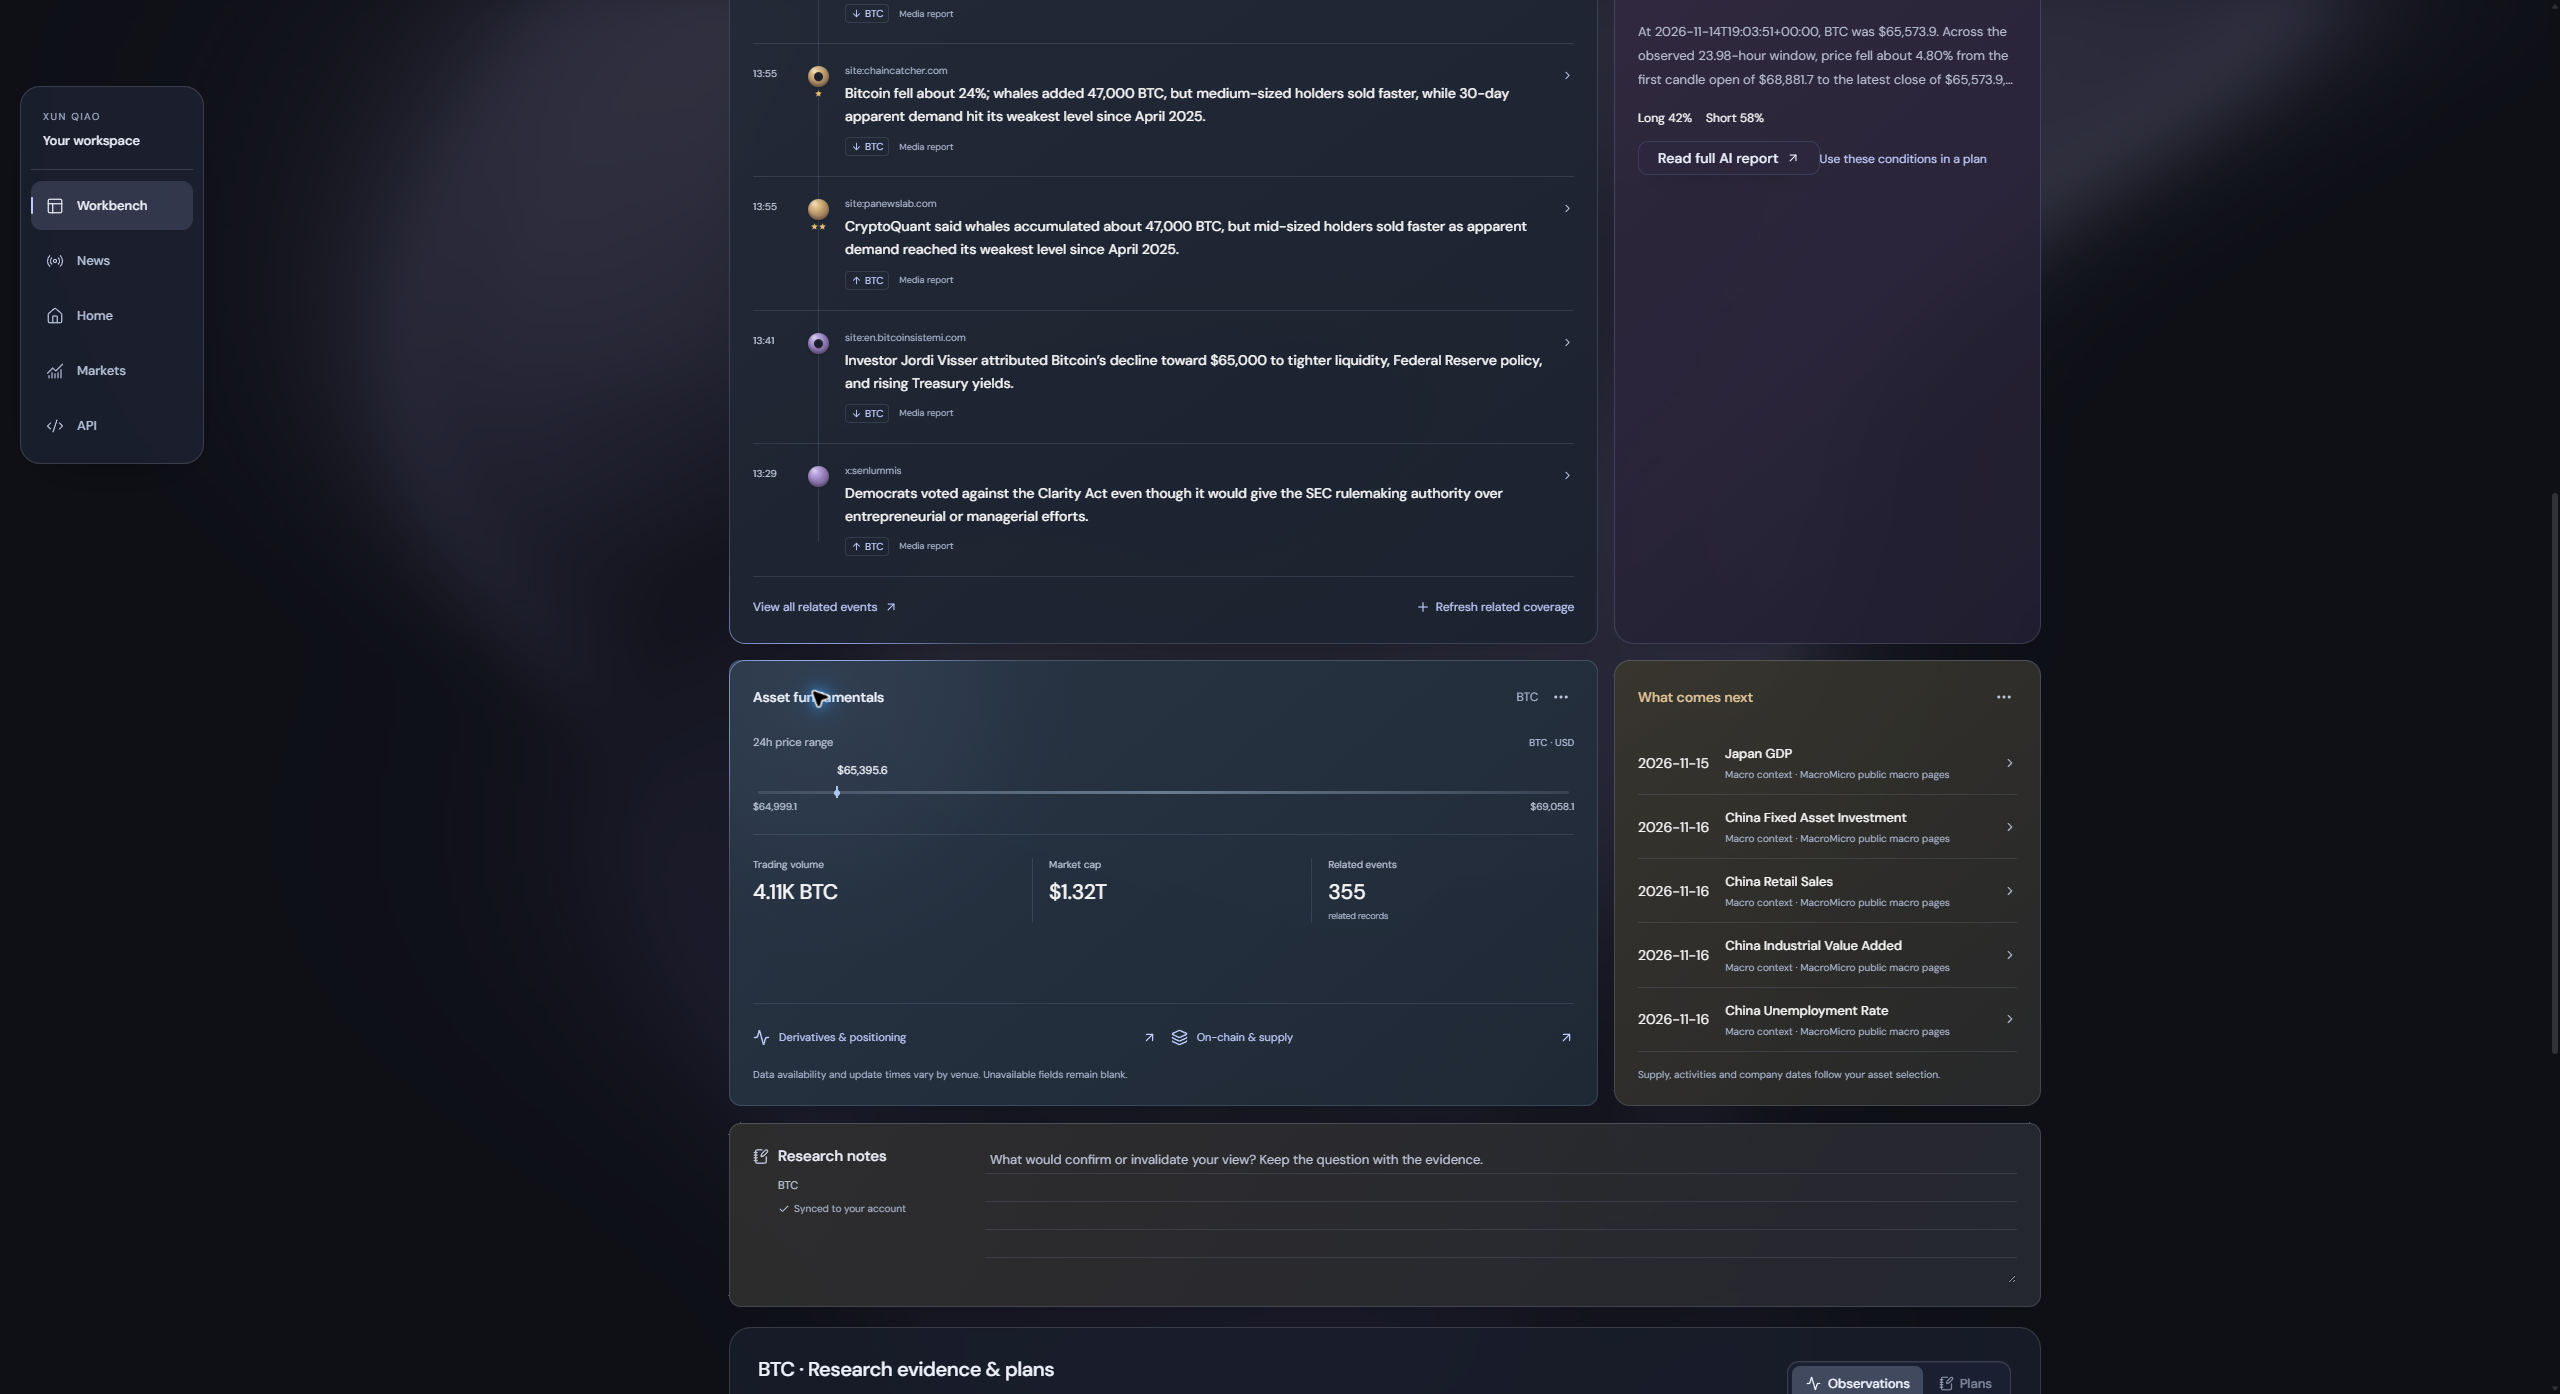 XUN QIAO
Your workspace
Workbench
News
Home
Markets
API
BTC Media report
13:55 site:chaincatcher.com
Bitcoin fell about 24%; whales added 47,000 BTC, but medium-sized holders sold faster, while 30-day
apparent demand hit its weakest level since April 2025.
BTC Media report
13:55 site:panewslab.com
CryptoQuant said whales accumulated about 47,000 BTC, but mid-sized holders sold faster as apparent
demand reached its weakest level since April 2025.
BTC Media report
13:41 site:en.bitcoinsistemi.com
Investor Jordi Visser attributed Bitcoin's decline toward $65,000 to tighter liquidity, Federal Reserve policy,
and rising Treasury yields.
BTC Media report
13:29 x:senlummis
Democrats voted against the Clarity Act even though it would give the SEC rulemaking authority over
entrepreneurial or managerial efforts.
BTC Media report
View all related events Refresh related coverage
At 2026-11-14T19:03:51+00:00, BTC was $65,573.9. Across the
observed 23.98-hour window, price fell about 4.80% from the
first candle open of $68,881.7 to the latest close of $65,573.9,...
Long 42% Short 58%
Read full AI report Use these conditions in a plan
Asset fundamentals BTC
24h price range BTC · USD
$65,395.6
$64,999.1 $69,058.1
Trading volume Market cap Related events
4.11K BTC $1.32T 355
related records
Derivatives & positioning On-chain & supply
Data availability and update times vary by venue. Unavailable fields remain blank.
What comes next
2026-11-15 Japan GDP
Macro context · MacroMicro public macro pages
2026-11-16 China Fixed Asset Investment
Macro context · MacroMicro public macro pages
2026-11-16 China Retail Sales
Macro context · MacroMicro public macro pages
2026-11-16 China Industrial Value Added
Macro context · MacroMicro public macro pages
2026-11-16 China Unemployment Rate
Macro context · MacroMicro public macro pages
Supply, activities and company dates follow your asset selection.
Research notes
BTC
Synced to your account
What would confirm or invalidate your view? Keep the question with the evidence.
BTC · Research evidence & plans
Observations Plans